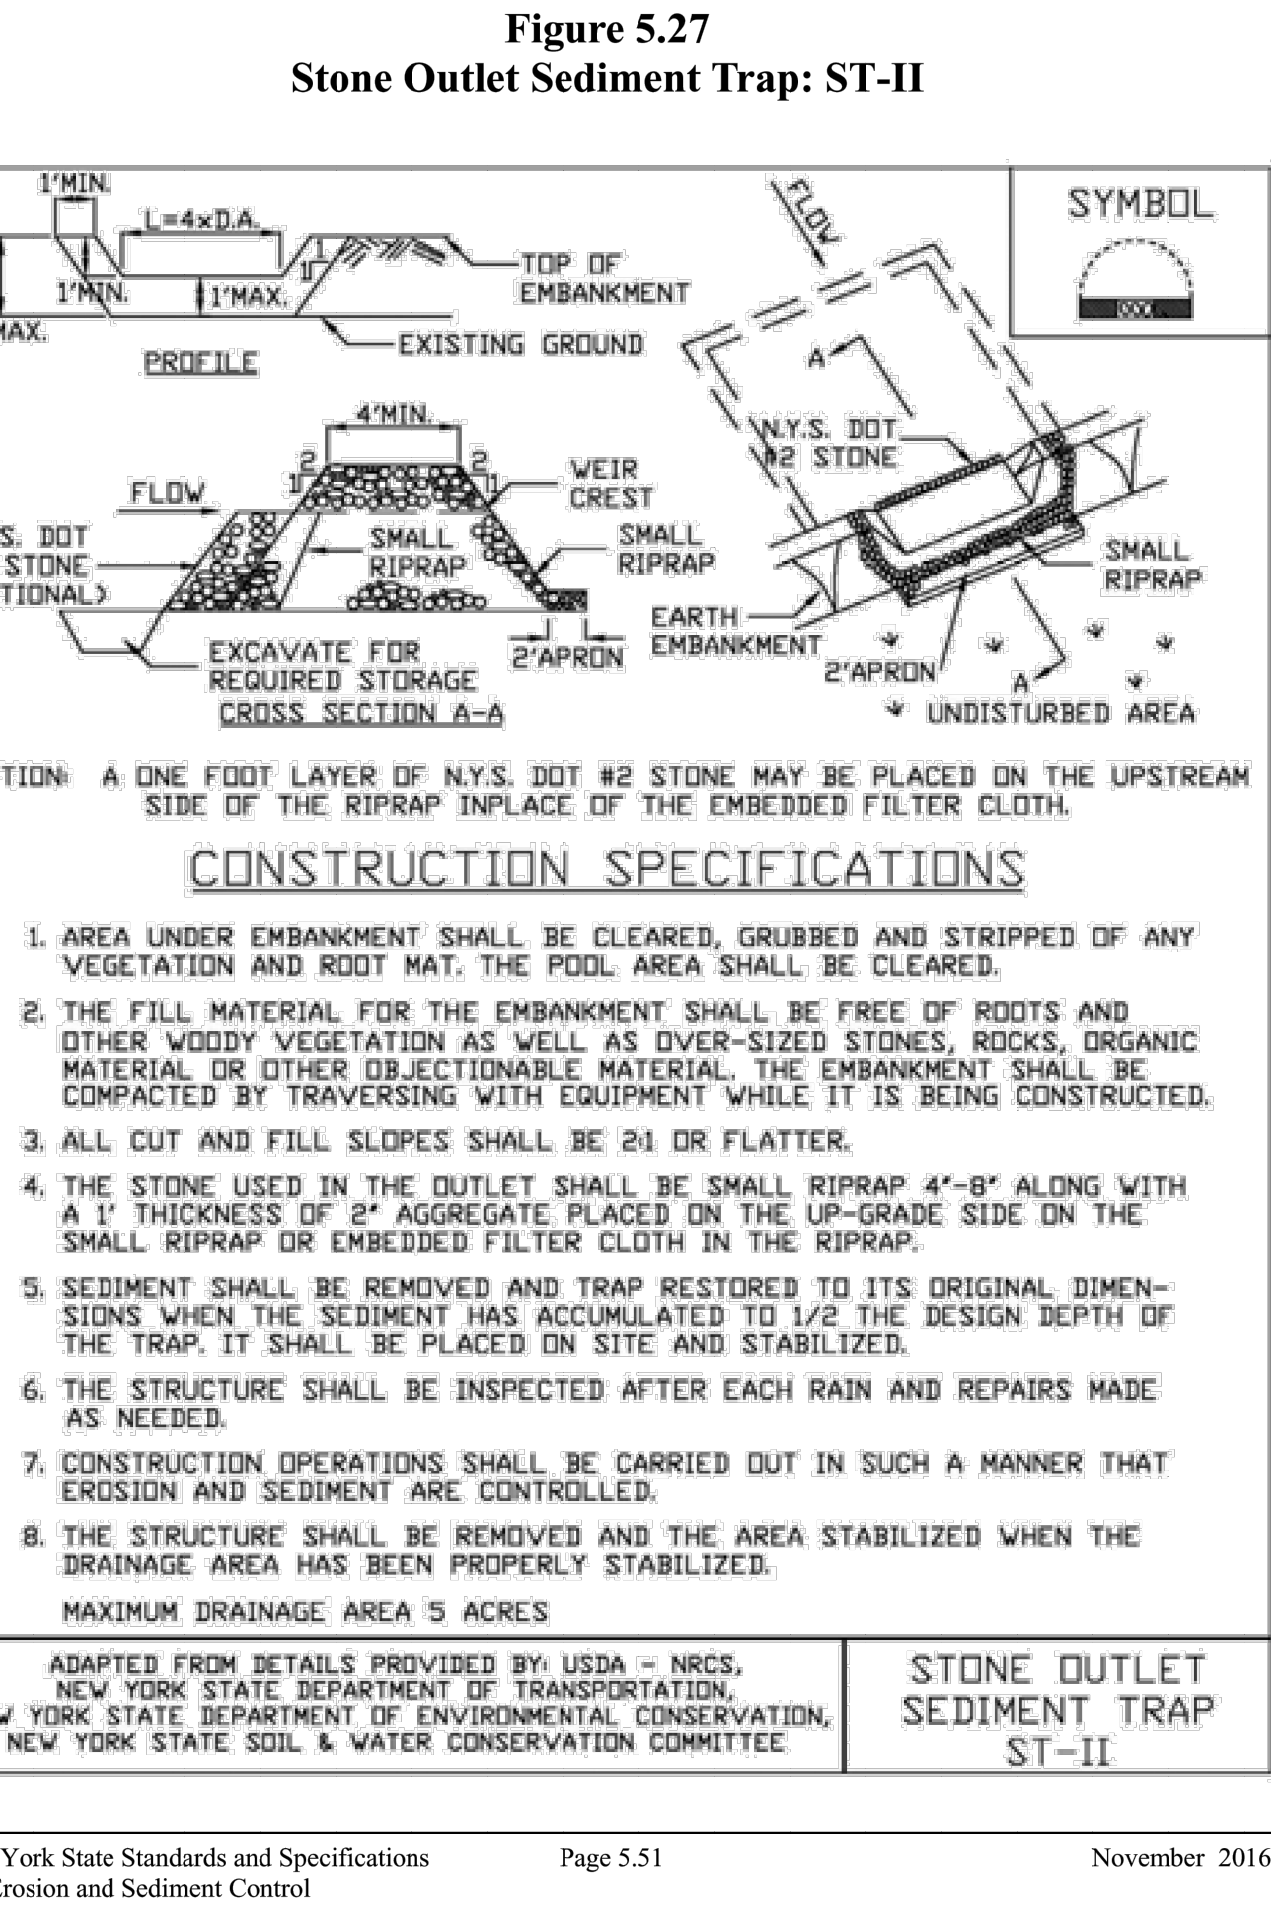 Figure 5.27
Stone Outlet Sediment Trap: ST-II
1'MIN.
L=4xD.A.
1'MIN.
1'MAX.
1
1
TOP OF
EMBANKMENT
MAX.
EXISTING GROUND
PROFILE
FLOW
SYMBOL
A
N.Y.S. DOT
#2 STONE
4'MIN.
2
1
2
1
WEIR
CREST
FLOW
S. DOT
STONE
TIONAL)
SMALL
RIPRAP
SMALL
RIPRAP
SMALL
RIPRAP
EARTH
EMBANKMENT
EXCAVATE FOR
REQUIRED STORAGE
2'APRON
2'APRON
A
CROSS SECTION A-A
UNDISTURBED AREA
TION: A ONE FOOT LAYER OF N.Y.S. DOT #2 STONE MAY BE PLACED ON THE UPSTREAM
SIDE OF THE RIPRAP INPLACE OF THE EMBEDDED FILTER CLOTH.
CONSTRUCTION SPECIFICATIONS
1. AREA UNDER EMBANKMENT SHALL BE CLEARED, GRUBBED AND STRIPPED OF ANY
VEGETATION AND ROOT MAT. THE POOL AREA SHALL BE CLEARED.
2. THE FILL MATERIAL FOR THE EMBANKMENT SHALL BE FREE OF ROOTS AND
OTHER WOODY VEGETATION AS WELL AS OVER-SIZED STONES, ROCKS, ORGANIC
MATERIAL OR OTHER OBJECTIONABLE MATERIAL. THE EMBANKMENT SHALL BE
COMPACTED BY TRAVERSING WITH EQUIPMENT WHILE IT IS BEING CONSTRUCTED.
3. ALL CUT AND FILL SLOPES SHALL BE 2:1 OR FLATTER.
4. THE STONE USED IN THE OUTLET SHALL BE SMALL RIPRAP 4"-8" ALONG WITH
A 1' THICKNESS OF 2" AGGREGATE PLACED ON THE UP-GRADE SIDE ON THE
SMALL RIPRAP OR EMBEDDED FILTER CLOTH IN THE RIPRAP.
5. SEDIMENT SHALL BE REMOVED AND TRAP RESTORED TO ITS ORIGINAL DIMEN-
SIONS WHEN THE SEDIMENT HAS ACCUMULATED TO 1/2 THE DESIGN DEPTH OF
THE TRAP. IT SHALL BE PLACED ON SITE AND STABILIZED.
6. THE STRUCTURE SHALL BE INSPECTED AFTER EACH RAIN AND REPAIRS MADE
AS NEEDED.
7. CONSTRUCTION OPERATIONS SHALL BE CARRIED OUT IN SUCH A MANNER THAT
EROSION AND SEDIMENT ARE CONTROLLED.
8. THE STRUCTURE SHALL BE REMOVED AND THE AREA STABILIZED WHEN THE
DRAINAGE AREA HAS BEEN PROPERLY STABILIZED.
MAXIMUM DRAINAGE AREA 5 ACRES
ADAPTED FROM DETAILS PROVIDED BY: USDA - NRCS,
NEW YORK STATE DEPARTMENT OF TRANSPORTATION,
W YORK STATE DEPARTMENT OF ENVIRONMENTAL CONSERVATION,
NEW YORK STATE SOIL & WATER CONSERVATION COMMITTEE
STONE OUTLET
SEDIMENT TRAP
ST-II
York State Standards and Specifications
Page 5.51
November 2016
Erosion and Sediment Control